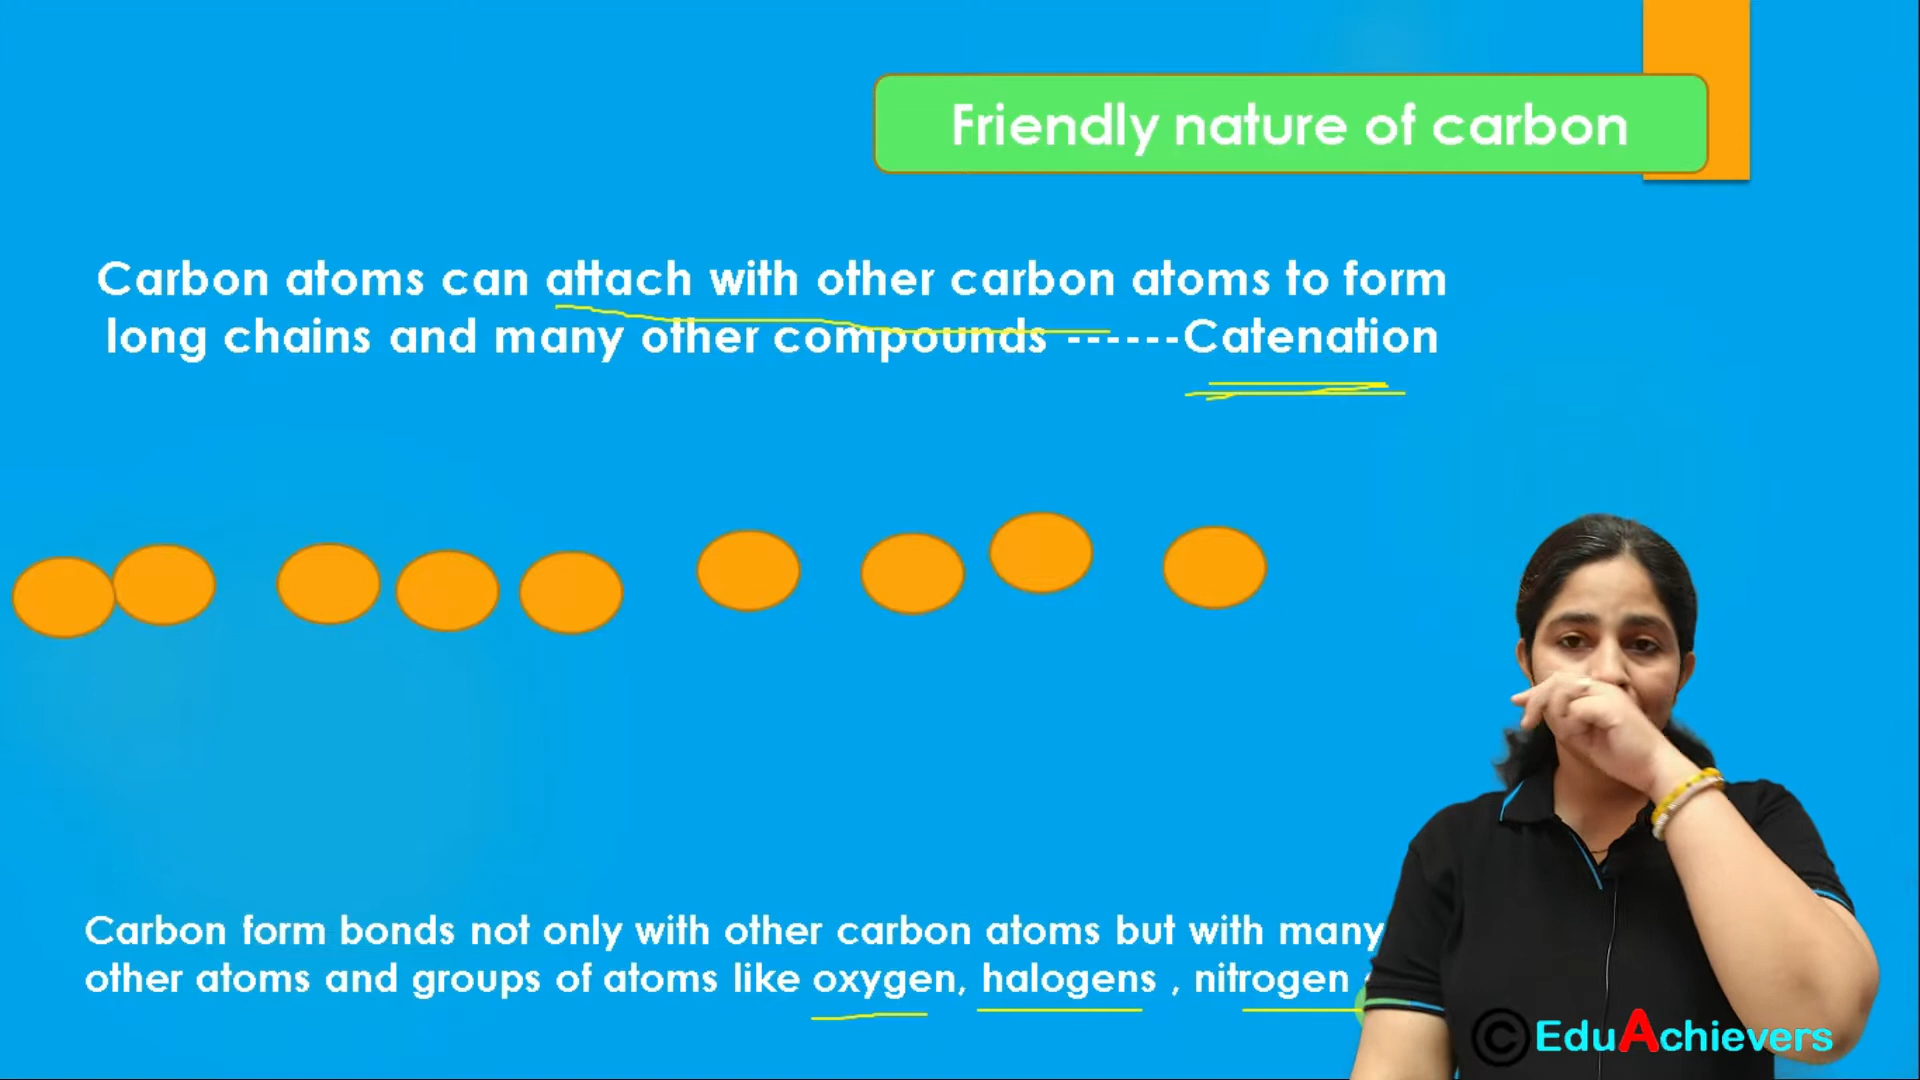 Friendly nature of carbon
Carbon atoms can attach with other carbon atoms to form
long chains and many other compounds ------Catenation
Carbon form bonds not only with other carbon atoms but with many
other atoms and groups of atoms like oxygen, halogens , nitrogen
© EduAchievers